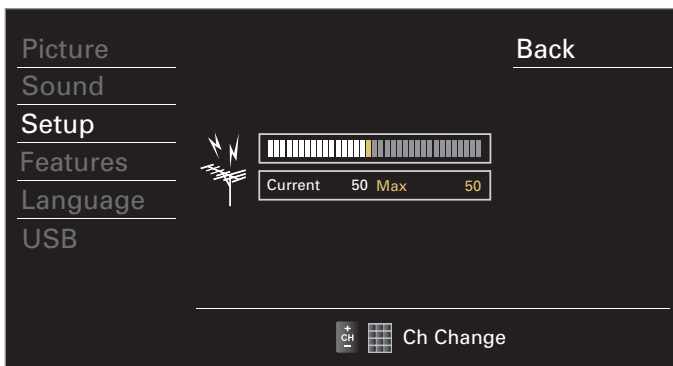 Picture
Sound
Setup
Features
Language
USB
Back
Current 50 Max 50
+
CH
−
Ch Change